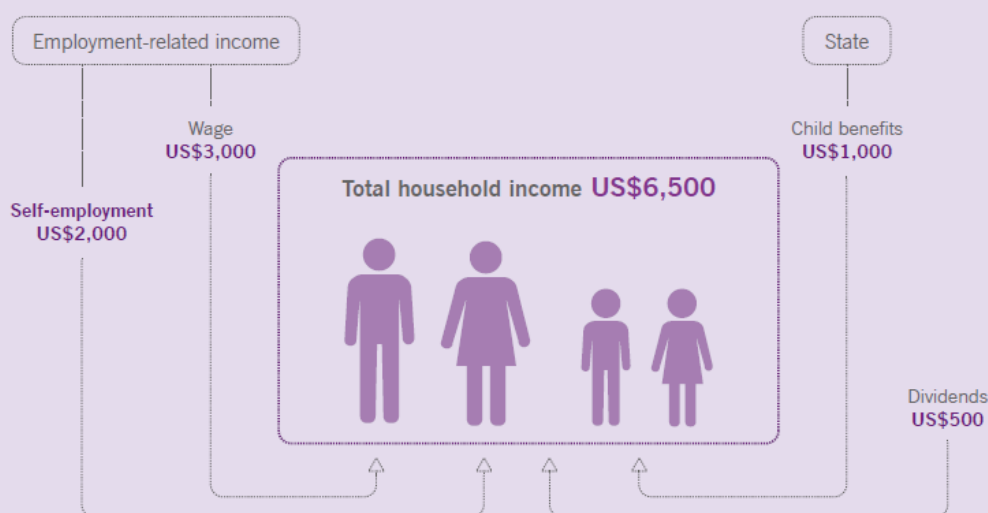 Employment-related income
State
Wage
US$3,000
Child benefits
US$1,000
Total household income US$6,500
Self-employment
US$2,000
Dividends
US$500